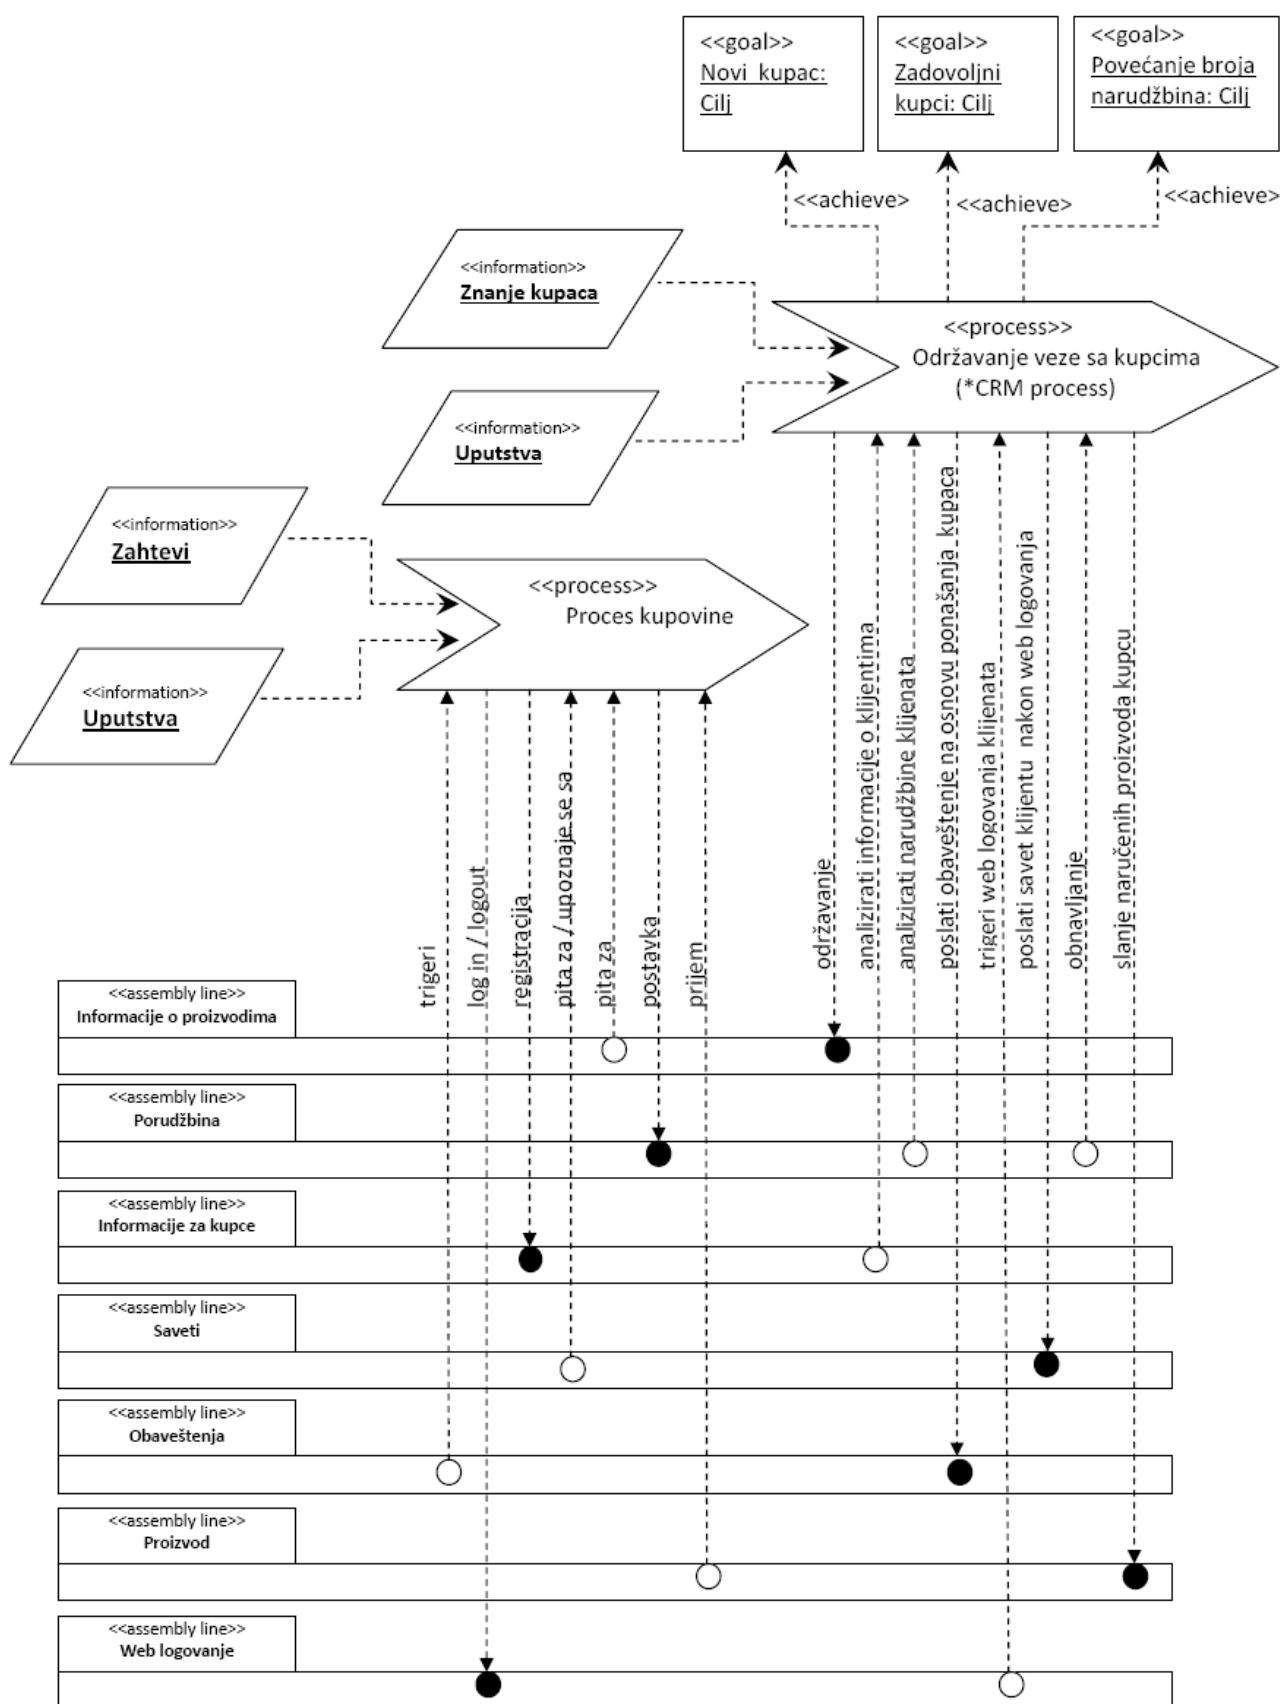 <<goal>>
Novi  kupac:
Cilj
<<goal>>
Zadovoljni
kupci: Cilj
<<goal>>
Povećanje broja
narudžbina: Cilj
<<achieve>
<<achieve>
<<achieve>
<<information>>
Znanje kupaca
<<process>>
Održavanje veze sa kupcima
(*CRM process)
<<information>>
Uputstva
<<information>>
Zahtevi
<<process>>
Proces kupovine
<<information>>
Uputstva
trigeri
log in / logout
registracija
pita za / upoznaje se sa
pita za
postavka
prijem
održavanje
analizirati informacije o klijentima
analizirati narudžbine klijenata
poslati obaveštenje na osnovu ponašanja  kupaca
trigeri web logovanja klijenata
poslati savet klijentu  nakon web logovanja
obnavljanje
slanje naručenih proizvoda kupcu
<<assembly line>>
Informacije o proizvodima
<<assembly line>>
Porudžbina
<<assembly line>>
Informacije za kupce
<<assembly line>>
Saveti
<<assembly line>>
Obaveštenja
<<assembly line>>
Proizvod
<<assembly line>>
Web logovanje